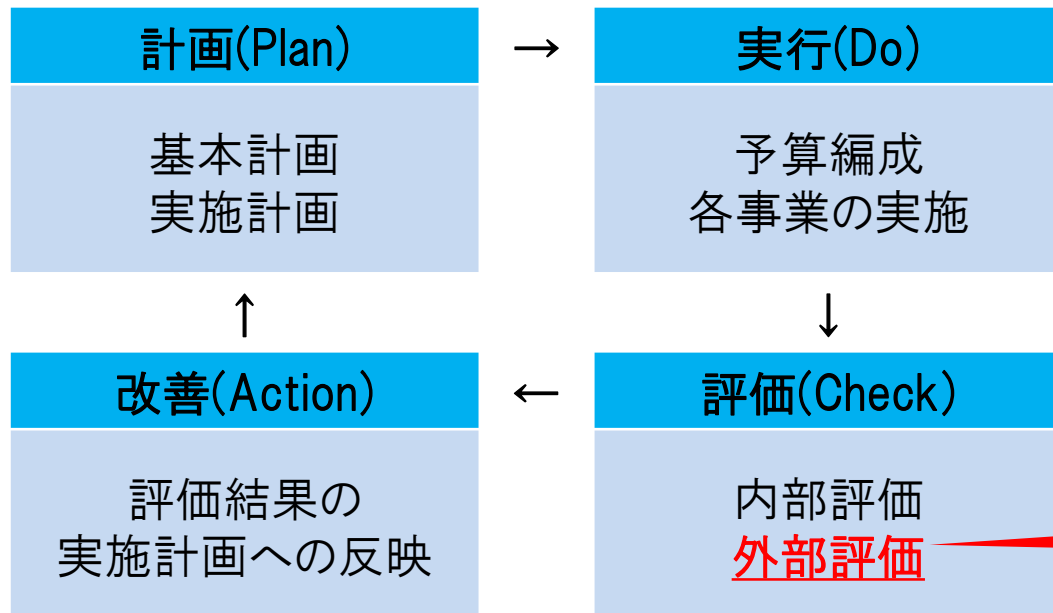 計画(Plan)
→
実行(Do)
基本計画
実施計画
予算編成
各事業の実施
↑
↓
改善(Action)
←
評価(Check)
評価結果の
実施計画への反映
内部評価
外部評価